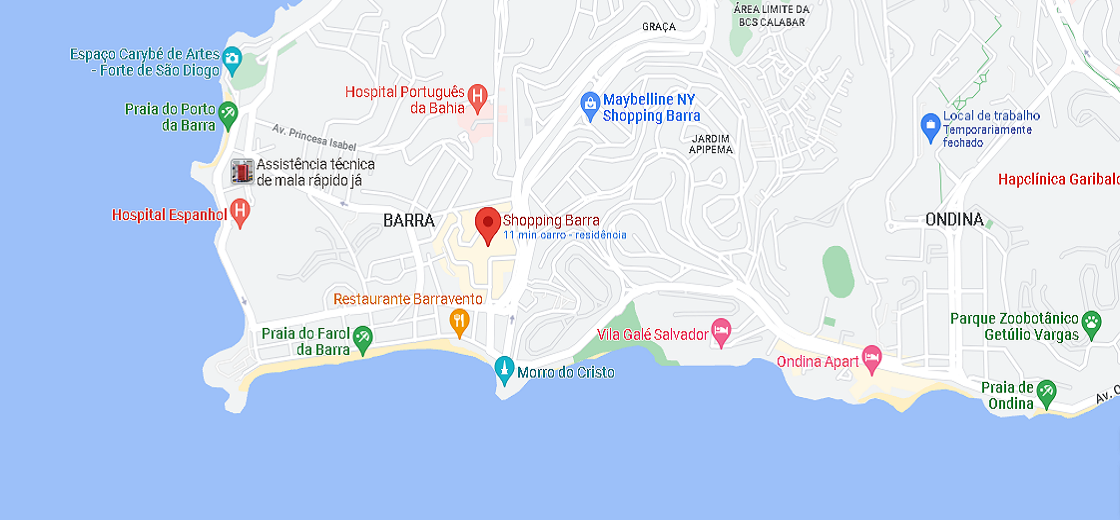 ÁREA LIMITE DA
BCS CALABAR
GRAÇA
Espaço Carybé de Artes
- Forte de São Diogo
Hospital Português
da Bahia
Maybelline NY
Shopping Barra
Praia do Porto
da Barra
Local de trabalho
Temporariamente
fechado
Av. Princesa Isabel
JARDIM
APIPEMA
Assistência técnica
de mala rápido já
Hapclínica Garibald
Hospital Espanhol
BARRA
Shopping Barra
11 min carro - residência
ONDINA
Restaurante Barravento
Parque Zoobotânico
Getúlio Vargas
Praia do Farol
da Barra
Vila Galé Salvador
Ondina Apart
Morro do Cristo
Praia de
Ondina
Av.